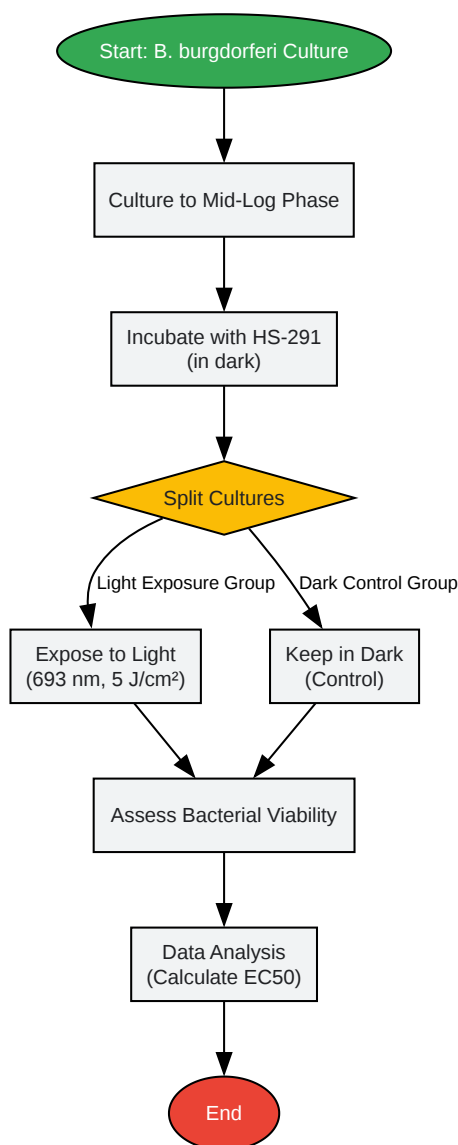 Start: B. burgdorferi Culture
Culture to Mid-Log Phase
Incubate with HS-291
(in dark)
Split Cultures
Light Exposure Group
Dark Control Group
Expose to Light
(693 nm, 5 J/cm²)
Keep in Dark
(Control)
Assess Bacterial Viability
Data Analysis
(Calculate EC50)
End